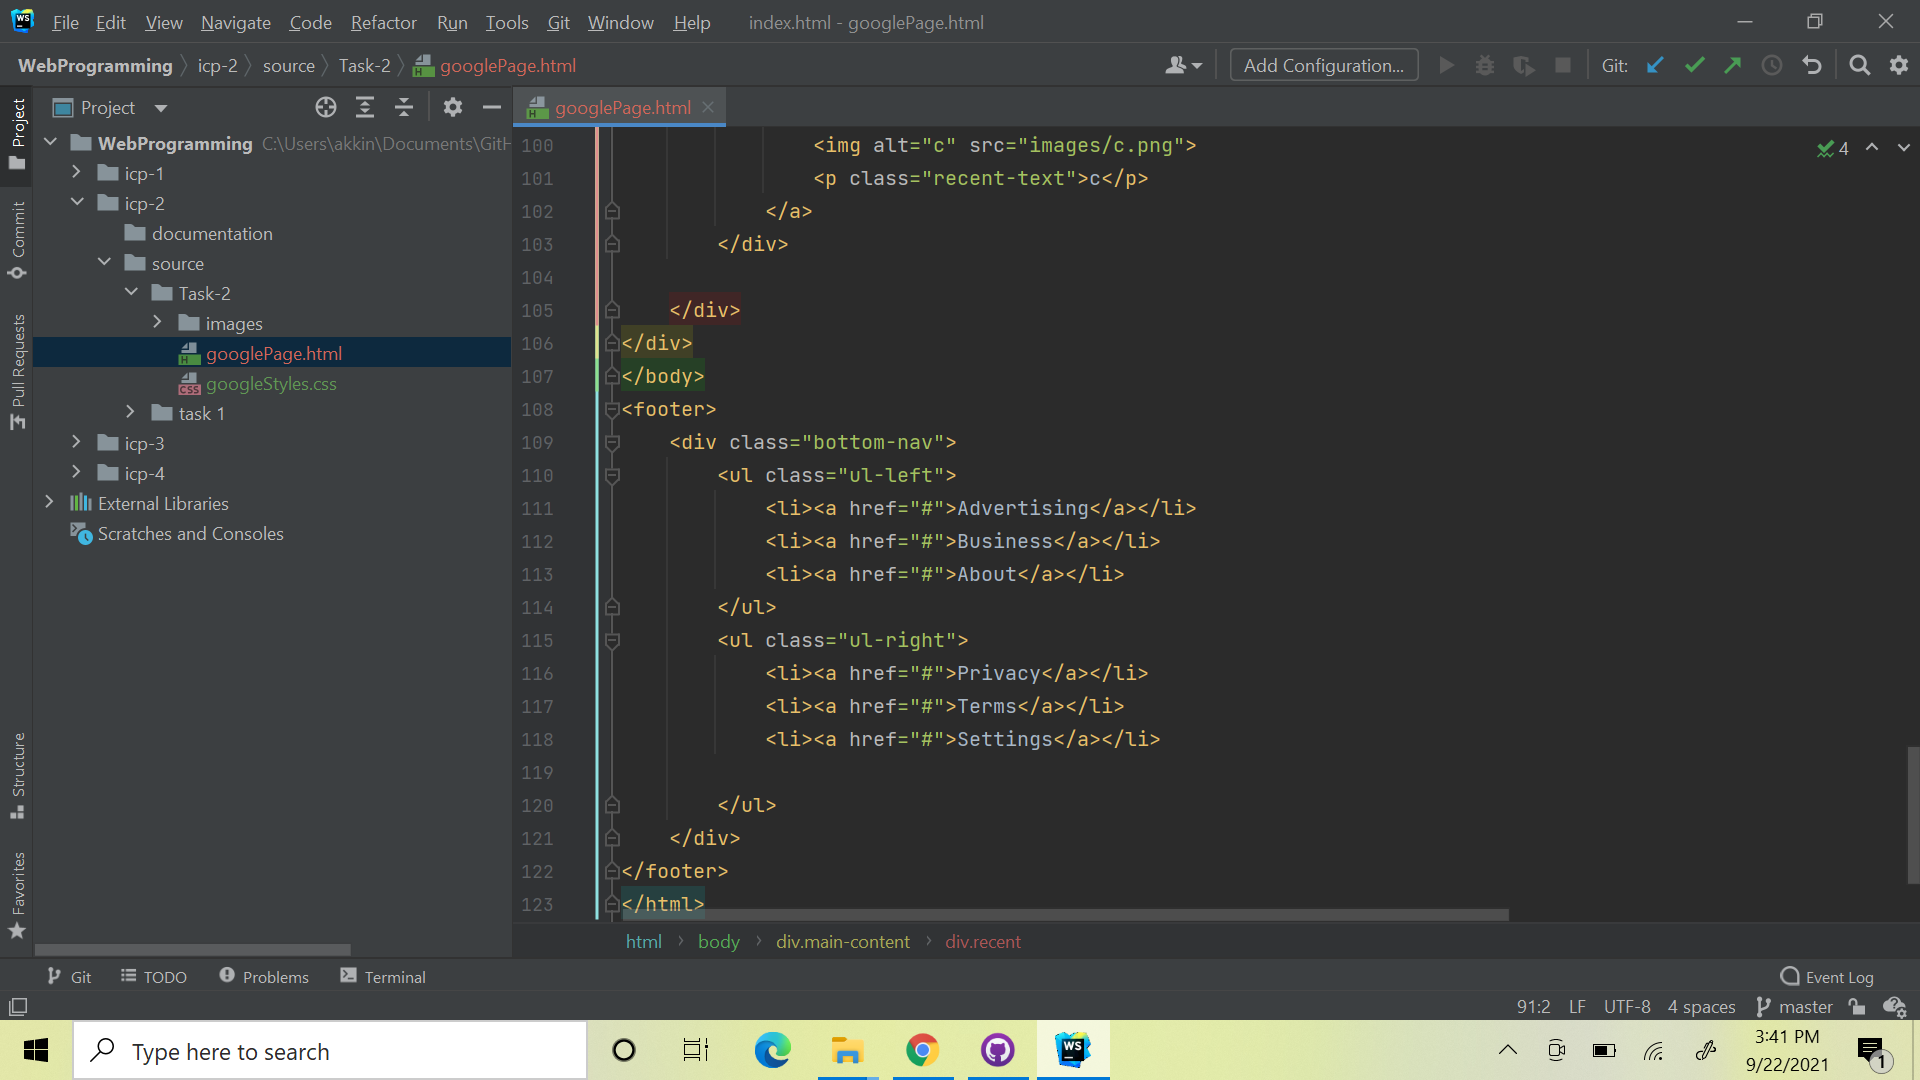 WS File Edit View Navigate Code Refactor Run Tools Git Window Help index.html - googlePage.html
WebProgramming icp-2 source Task-2 googlePage.html Add Configuration... Git:
Project
googlePage.html
WebProgramming C:\Users\akkin\Documents\GitH
icp-1
icp-2
documentation
source
Task-2
images
googlePage.html
googleStyles.css
task 1
icp-3
icp-4
External Libraries
Scratches and Consoles
Project
Commit
Pull Requests
Structure
Favorites
4
100 <img alt="c" src="images/c.png">
101 <p class="recent-text">c</p>
102 </a>
103 </div>
104
105 </div>
106 </div>
107 </body>
108 <footer>
109 <div class="bottom-nav">
110 <ul class="ul-left">
111 <li><a href="#">Advertising</a></li>
112 <li><a href="#">Business</a></li>
113 <li><a href="#">About</a></li>
114 </ul>
115 <ul class="ul-right">
116 <li><a href="#">Privacy</a></li>
117 <li><a href="#">Terms</a></li>
118 <li><a href="#">Settings</a></li>
119
120 </ul>
121 </div>
122 </footer>
123 </html>
html body div.main-content div.recent
Git TODO Problems Terminal Event Log
91:2 LF UTF-8 4 spaces master
Type here to search
WS
3:41 PM
9/22/2021
1